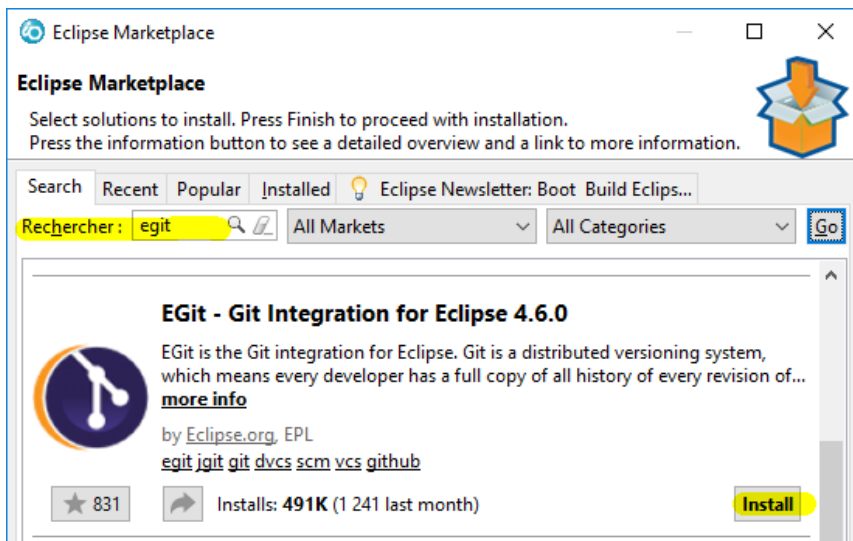 Eclipse Marketplace
Eclipse Marketplace
Select solutions to install. Press Finish to proceed with installation.
Press the information button to see a detailed overview and a link to more information.
Search Recent Popular Installed Eclipse Newsletter: Boot Build Eclips...
Rechercher : egit All Markets All Categories Go
EGit - Git Integration for Eclipse 4.6.0
EGit is the Git integration for Eclipse. Git is a distributed versioning system,
which means every developer has a full copy of all history of every revision of...
more info
by Eclipse.org, EPL
egit jgit git dvcs scm vcs github
831 Installs: 491K (1 241 last month) Install